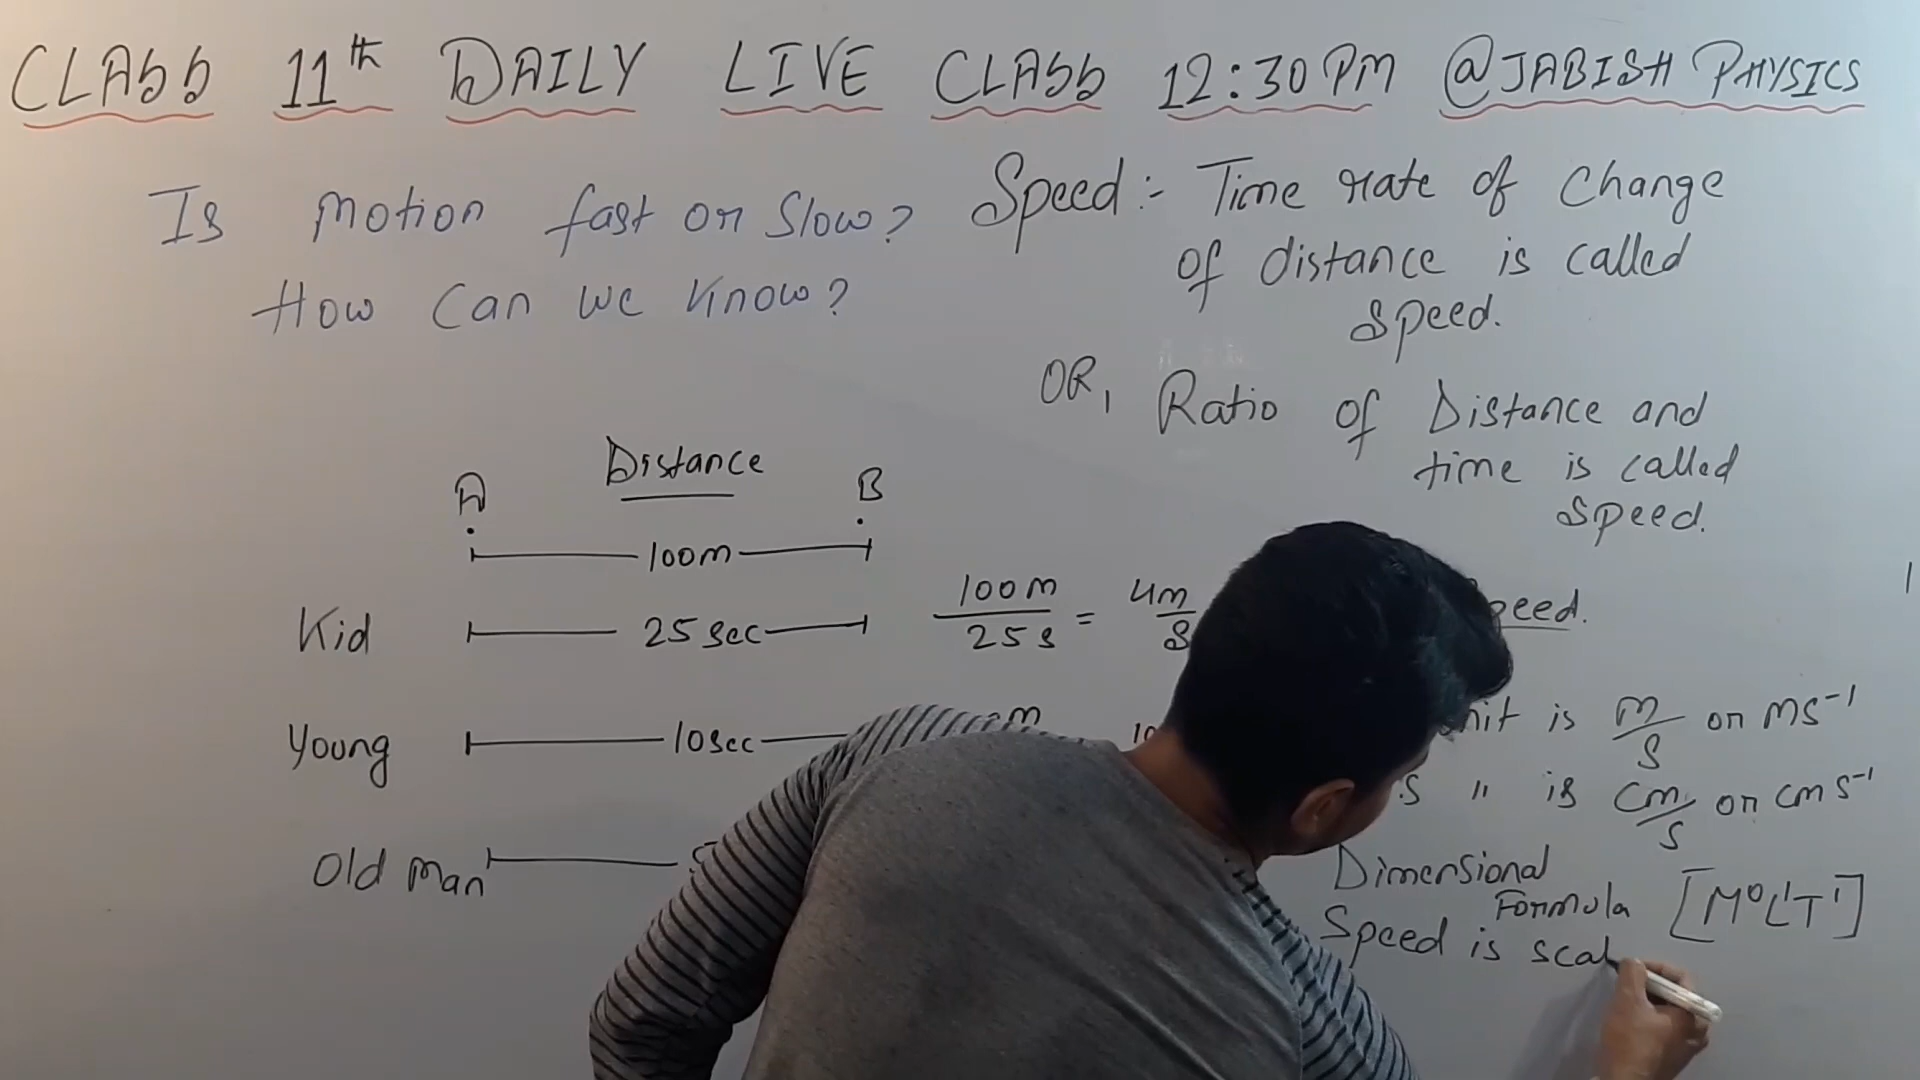 CLASS 11th DAILY LIVE CLASS 12:30 PM @JABISH PHYSICS
Is motion fast or slow?
How can we know?
Speed:- Time rate of change
of distance is called
speed.
OR, Ratio of Distance and
time is called
speed.
Distance
A B
100m
Kid 25 sec 100m/25s = 4m/s
Young 10sec
Old man
is m/s or ms⁻¹
" is cm/s or cms⁻¹
Dimensional
Formula [M⁰L¹T⁻¹]
Speed is scal